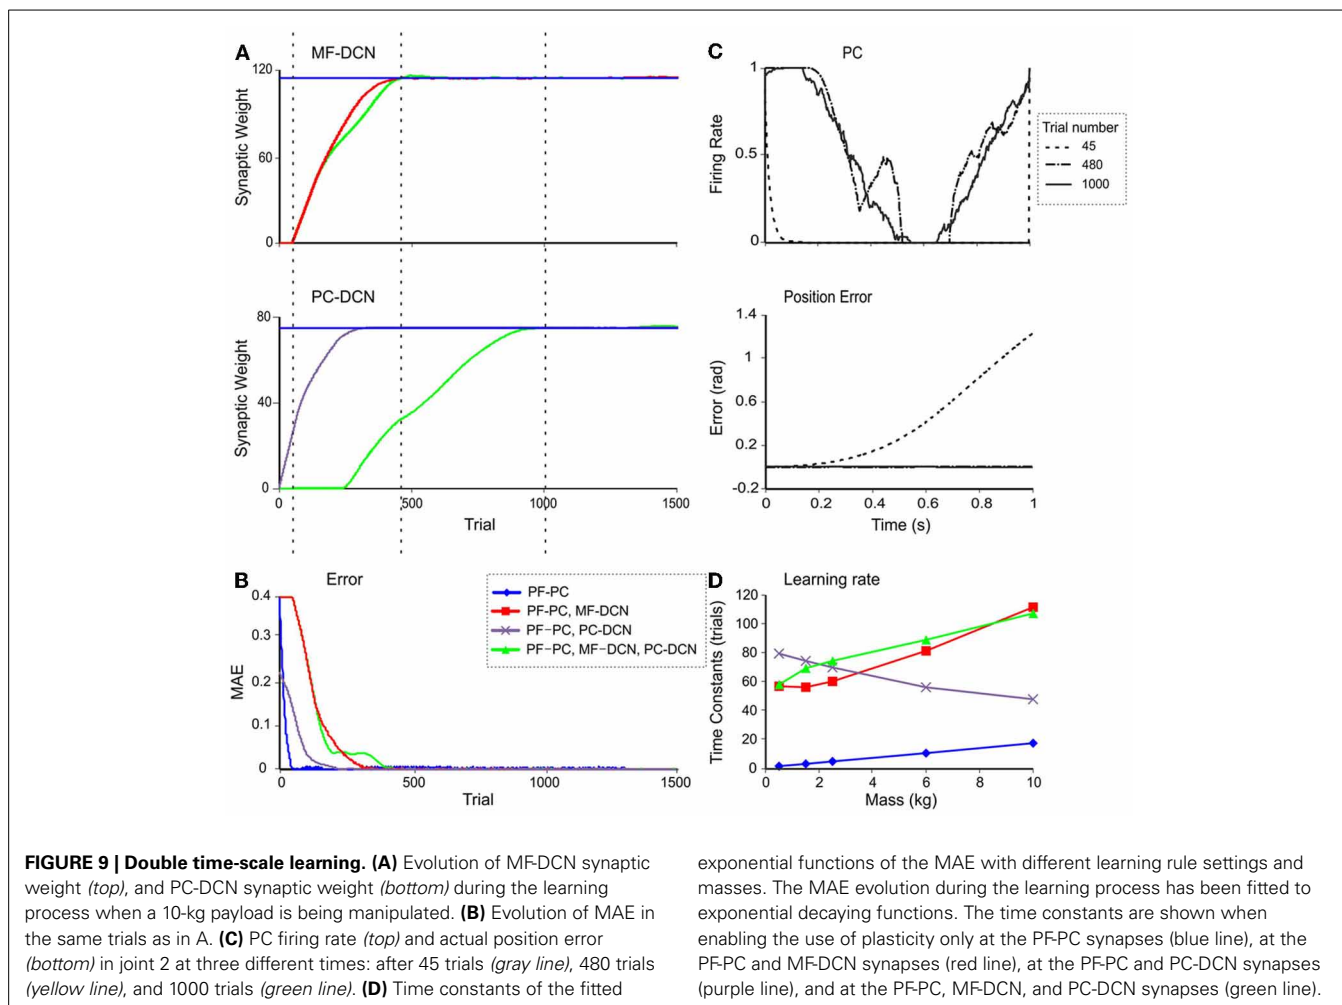 A
MF-DCN
120
60
0
Synaptic Weight
PC-DCN
80
40
0
Synaptic Weight
0
500
1000
1500
Trial
C
PC
1
0.5
0
Firing Rate
Trial number
45
480
1000
Position Error
1.4
1
0.6
0.2
-0.2
Error (rad)
0
0.2
0.4
0.6
0.8
1
Time (s)
B
Error
0.4
0.3
0.2
0.1
0
MAE
0
500
1000
1500
Trial
PF-PC
PF-PC, MF-DCN
PF-PC, PC-DCN
PF-PC, MF-DCN, PC-DCN
D
Learning rate
120
100
80
60
40
20
0
Time Constants (trials)
0
2
4
6
8
10
Mass (kg)
FIGURE 9 | Double time-scale learning. (A) Evolution of MF-DCN synaptic
weight (top), and PC-DCN synaptic weight (bottom) during the learning
process when a 10-kg payload is being manipulated. (B) Evolution of MAE in
the same trials as in A. (C) PC firing rate (top) and actual position error
(bottom) in joint 2 at three different times: after 45 trials (gray line), 480 trials
(yellow line), and 1000 trials (green line). (D) Time constants of the fitted
exponential functions of the MAE with different learning rule settings and
masses. The MAE evolution during the learning process has been fitted to
exponential decaying functions. The time constants are shown when
enabling the use of plasticity only at the PF-PC synapses (blue line), at the
PF-PC and MF-DCN synapses (red line), at the PF-PC and PC-DCN synapses
(purple line), and at the PF-PC, MF-DCN, and PC-DCN synapses (green line).